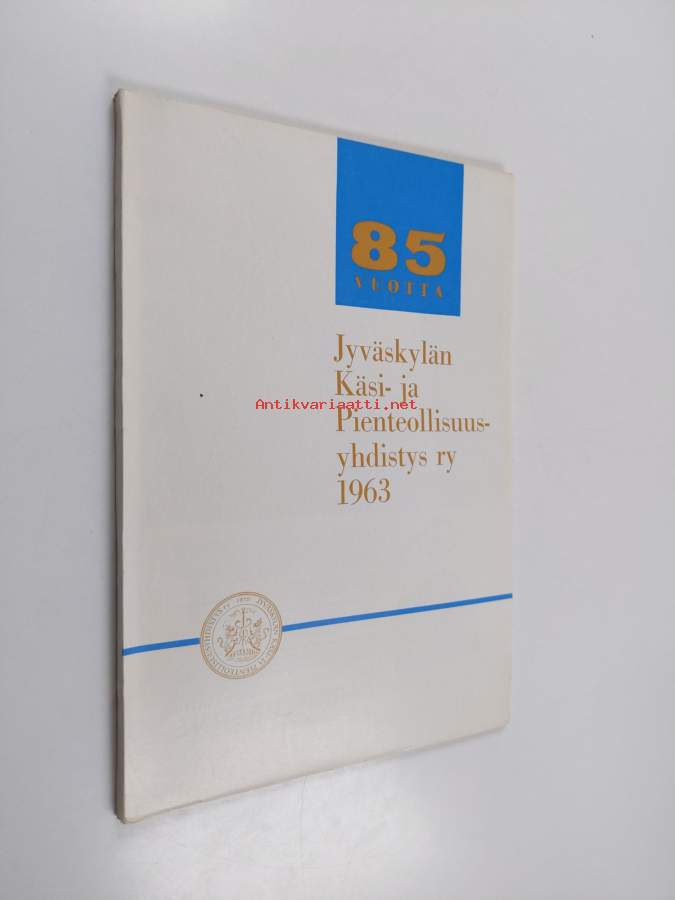 85
VUOTTA
Jyväskylän
Käsi- ja
Antikvariaatti.net
Pienteollisuus-
yhdistys ry
1963